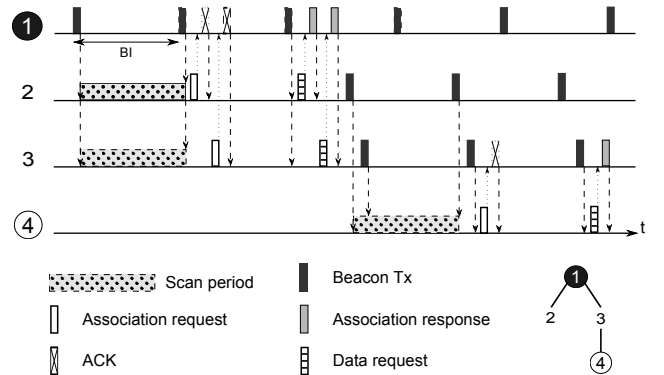 1
BI
2
3
4
t
Scan period
Beacon Tx
1
Association request
Association response
2
3
ACK
Data request
4